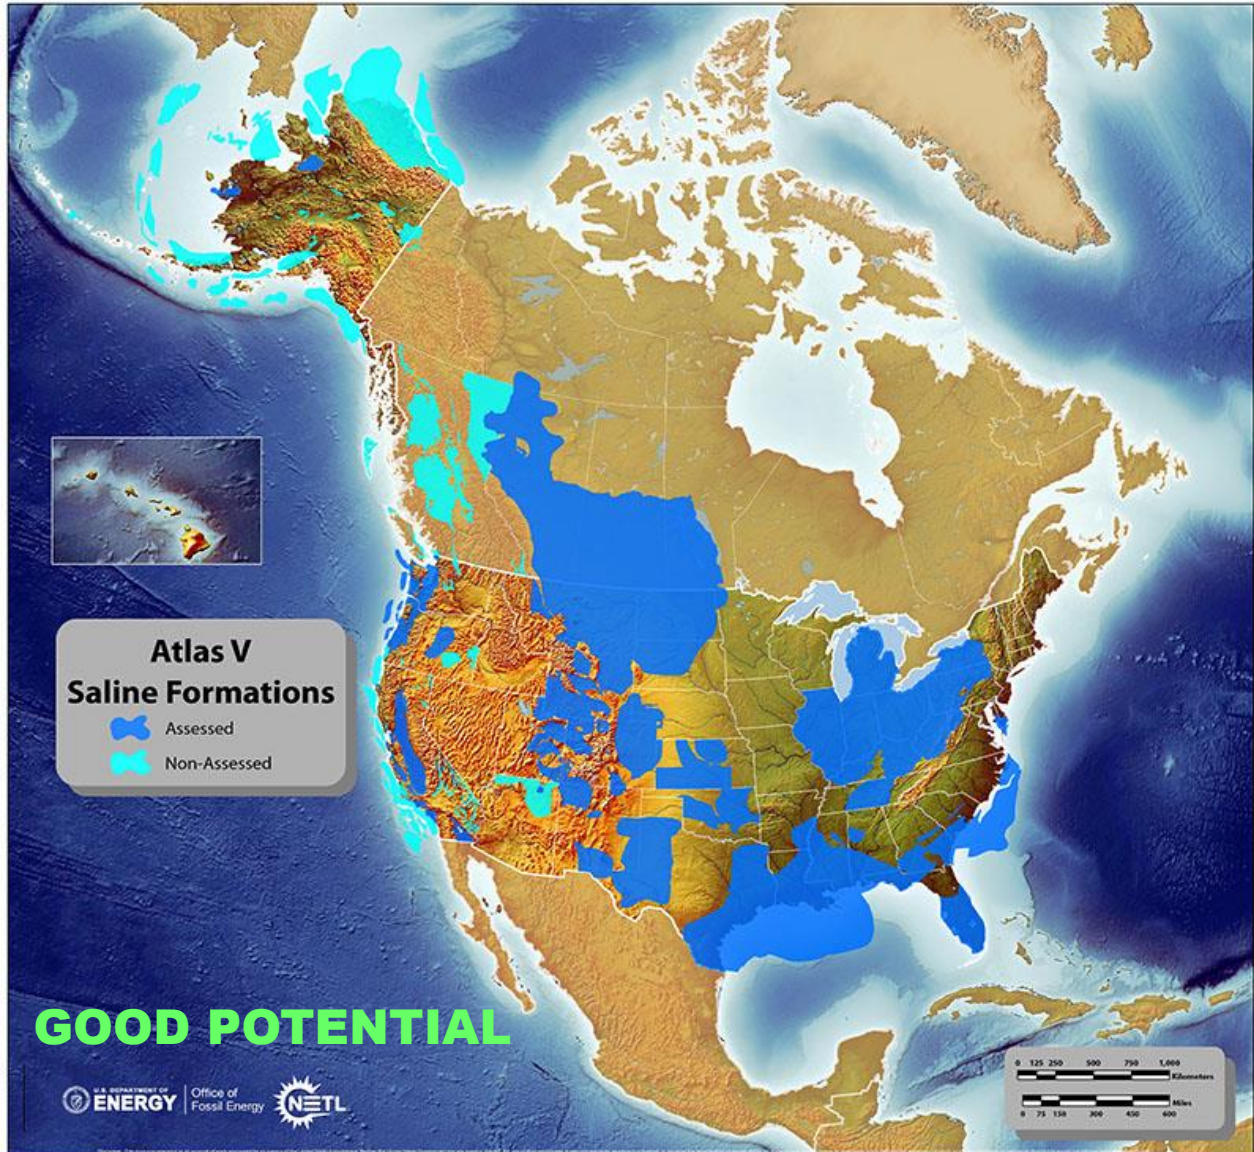 Atlas V
Saline Formations
Assessed
Non-Assessed
GOOD POTENTIAL
U.S. DEPARTMENT OF
ENERGY
Office of
Fossil Energy
NETL
0 125 250 500 750 1,000
Kilometers
Miles
0 75 150 300 450 600